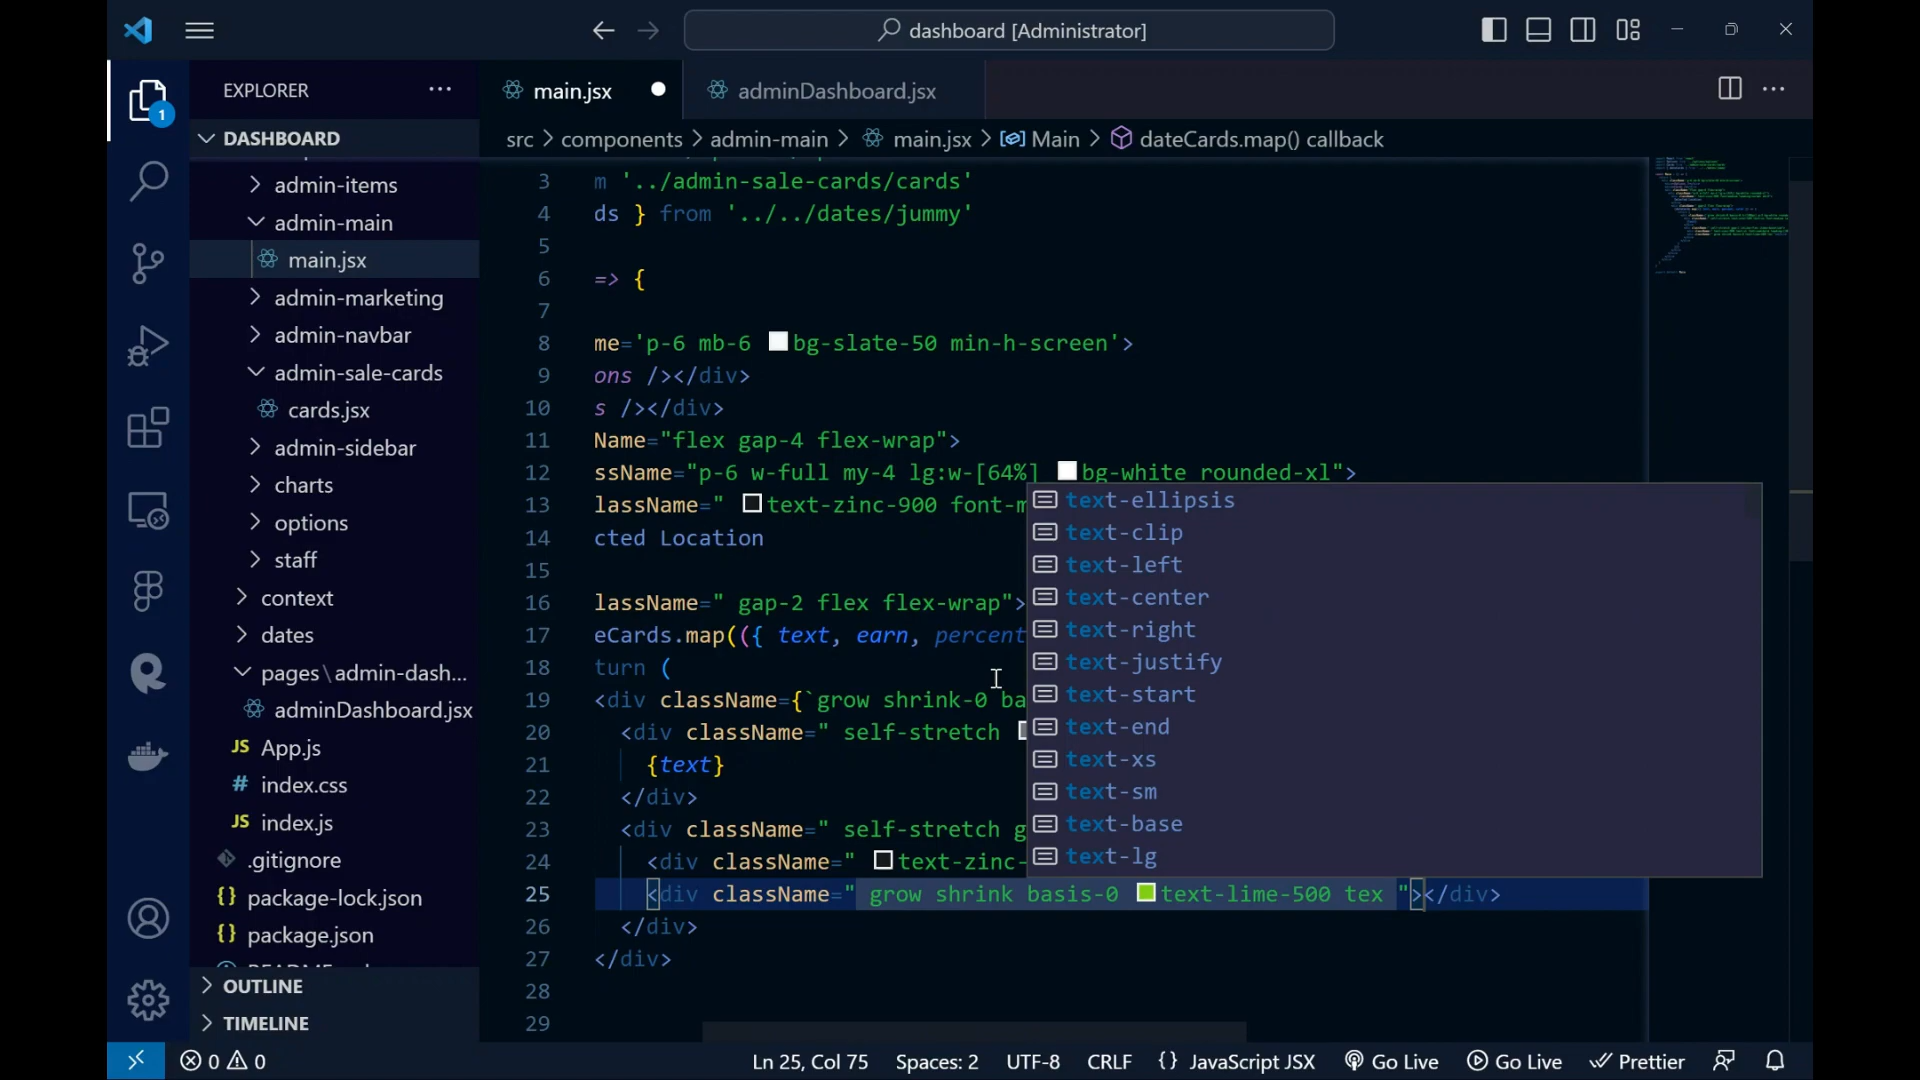 dashboard [Administrator]
EXPLORER
main.jsx
adminDashboard.jsx
1
DASHBOARD
src > components > admin-main > main.jsx > Main > dateCards.map() callback
admin-items
admin-main
main.jsx
admin-marketing
admin-navbar
admin-sale-cards
cards.jsx
admin-sidebar
charts
options
staff
context
dates
pages\admin-dash...
adminDashboard.jsx
JS App.js
# index.css
JS index.js
.gitignore
{} package-lock.json
{} package.json
OUTLINE
TIMELINE
3 m '../admin-sale-cards/cards'
4 ds } from '../../dates/jummy'
5
6 => {
7
8 me='p-6 mb-6 bg-slate-50 min-h-screen'>
9 ons /></div>
10 s /></div>
11 Name="flex gap-4 flex-wrap">
12 ssName="p-6 w-full my-4 lg:w-[64%] bg-white rounded-xl">
13 lassName=" text-zinc-900 font-m
14 cted Location
15
16 lassName=" gap-2 flex flex-wrap">
17 eCards.map(({ text, earn, percent
18 turn (
19 <div className={`grow shrink-0 ba
20 <div className=" self-stretch
21 {text}
22 </div>
23 <div className=" self-stretch g
24 <div className=" text-zinc-
25 <div className=" grow shrink basis-0 text-lime-500 tex "></div>
26 </div>
27 </div>
28
29
text-ellipsis
text-clip
text-left
text-center
text-right
text-justify
text-start
text-end
text-xs
text-sm
text-base
text-lg
0 0
Ln 25, Col 75 Spaces: 2 UTF-8 CRLF {} JavaScript JSX Go Live Go Live Prettier